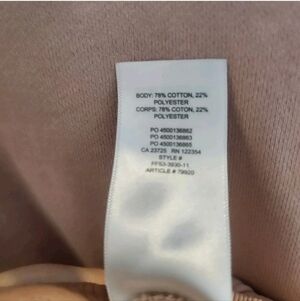 BODY: 78% COTTON, 22%
POLYESTER
CORPS: 78% COTON, 22%
POLYESTER
PO 4500136862
PO 4500136863
PO 4500136865
CA 23725 RN 122354
STYLE #
FF53-3930-11
ARTICLE # 79920